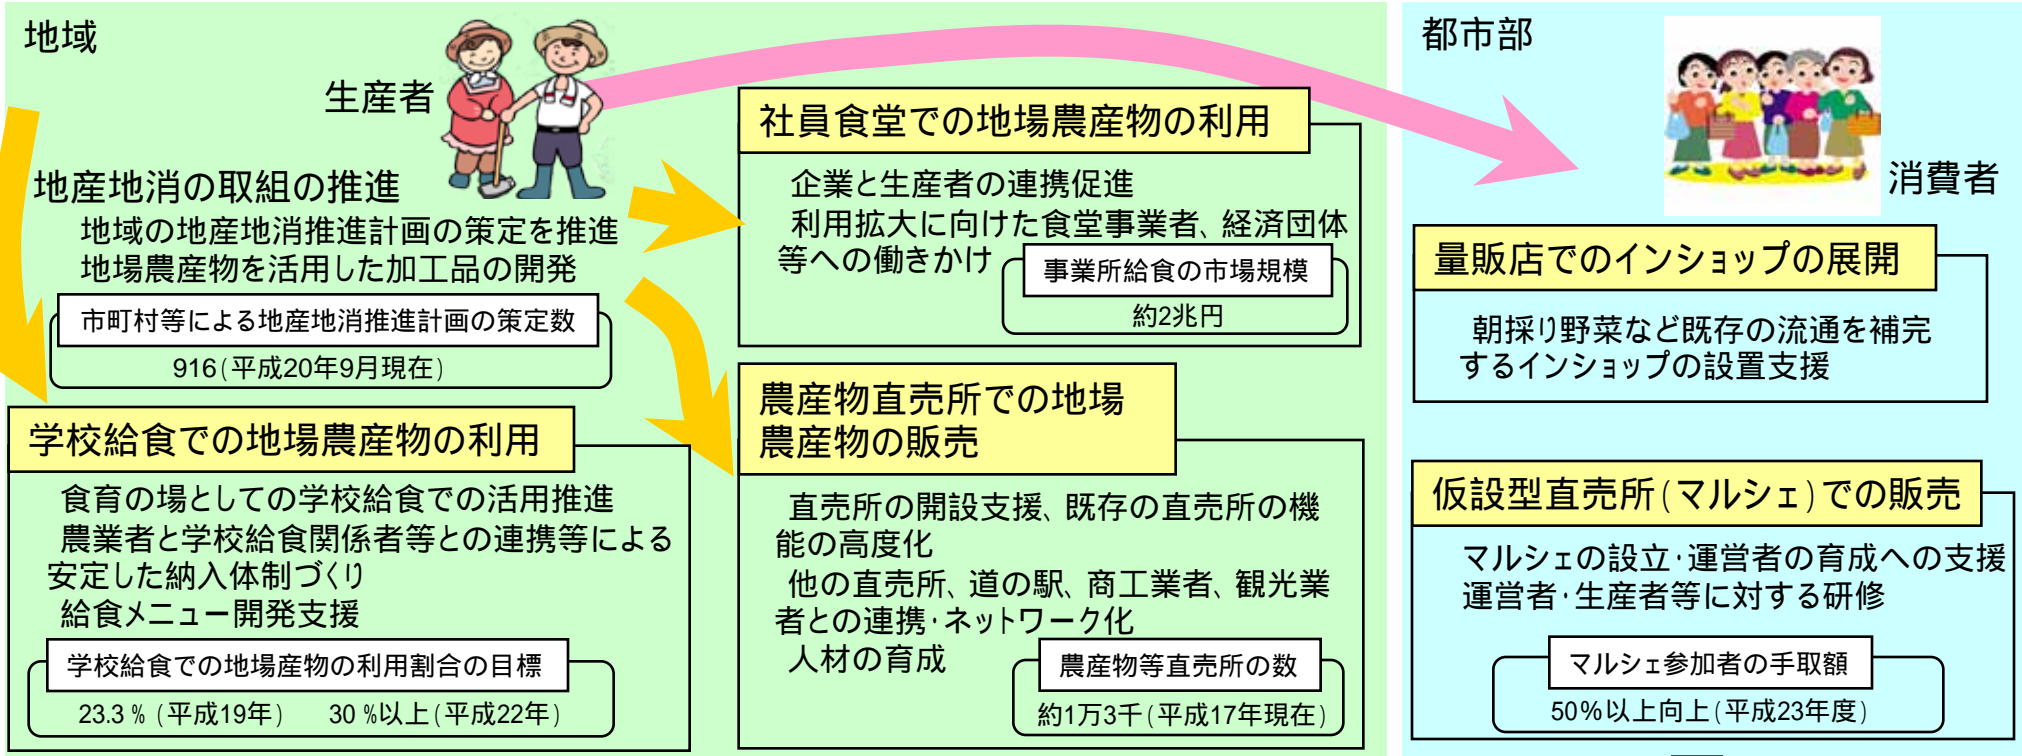 地域
生産者
地産地消の取組の推進
地域の地産地消推進計画の策定を推進
地場農産物を活用した加工品の開発
市町村等による地産地消推進計画の策定数
916(平成20年9月現在)
学校給食での地場農産物の利用
食育の場としての学校給食での活用推進
農業者と学校給食関係者等との連携等による
安定した納入体制づくり
給食メニュー開発支援
学校給食での地場産物の利用割合の目標
23.3%(平成19年) 30%以上(平成22年)
社員食堂での地場農産物の利用
企業と生産者の連携促進
利用拡大に向けた食堂事業者、経済団体
等への働きかけ
事業所給食の市場規模
約2兆円
農産物直売所での地場
農産物の販売
直売所の開設支援、既存の直売所の機
能の高度化
他の直売所、道の駅、商工業者、観光業
者との連携・ネットワーク化
人材の育成
農産物等直売所の数
約1万3千(平成17年現在)
都市部
消費者
量販店でのインショップの展開
朝採り野菜など既存の流通を補完
するインショップの設置支援
仮設型直売所(マルシェ)での販売
マルシェの設立・運営者の育成への支援
運営者・生産者等に対する研修
マルシェ参加者の手取額
50%以上向上(平成23年度)